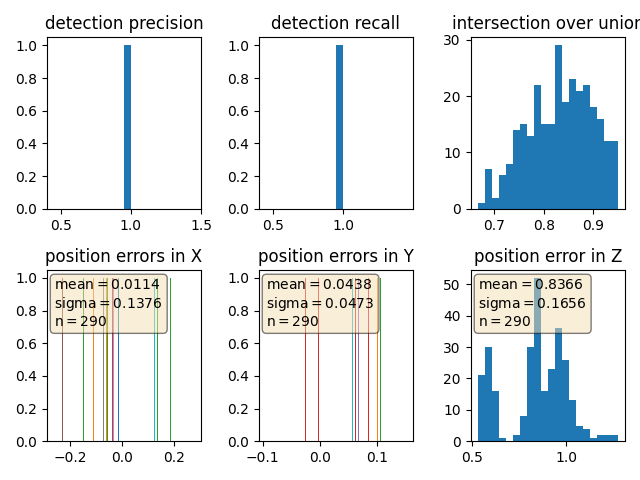 detection precision
1.0
0.8
0.6
0.4
0.2
0.0
0.5 1.0 1.5
detection recall
1.0
0.8
0.6
0.4
0.2
0.0
0.5 1.0
intersection over union
30
20
10
0
0.7 0.8 0.9
position errors in X
mean = 0.0114
sigma = 0.1376
n = 290
1.0
0.8
0.6
0.4
0.2
0.0
−0.2 0.0 0.2
position errors in Y
mean = 0.0438
sigma = 0.0473
n = 290
1.0
0.8
0.6
0.4
0.2
0.0
−0.1 0.0 0.1
position error in Z
mean = 0.8366
sigma = 0.1656
n = 290
50
40
30
20
10
0
0.5 1.0